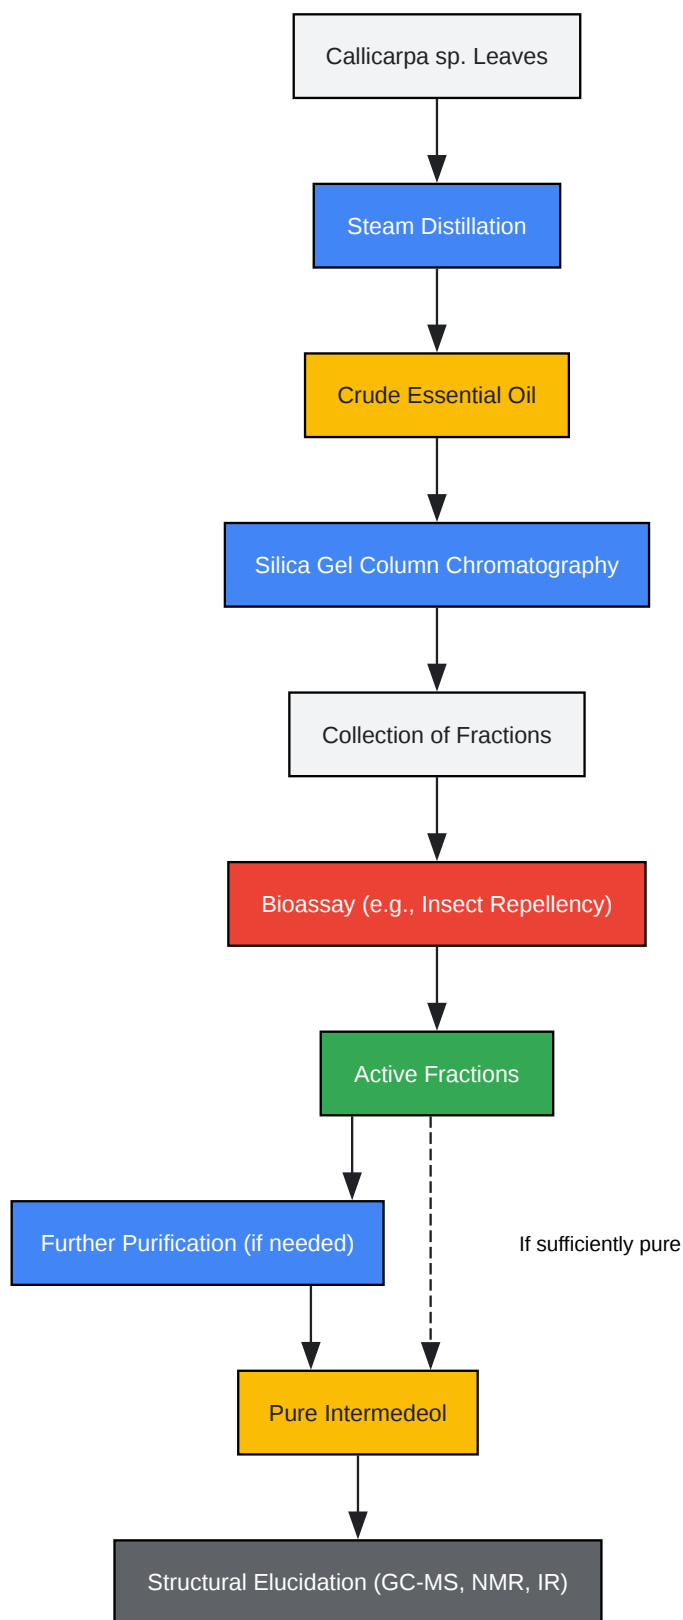 Callicarpa sp. Leaves
Steam Distillation
Crude Essential Oil
Silica Gel Column Chromatography
Collection of Fractions
Bioassay (e.g., Insect Repellency)
Active Fractions
Further Purification (if needed)
If sufficiently pure
Pure Intermedeol
Structural Elucidation (GC-MS, NMR, IR)